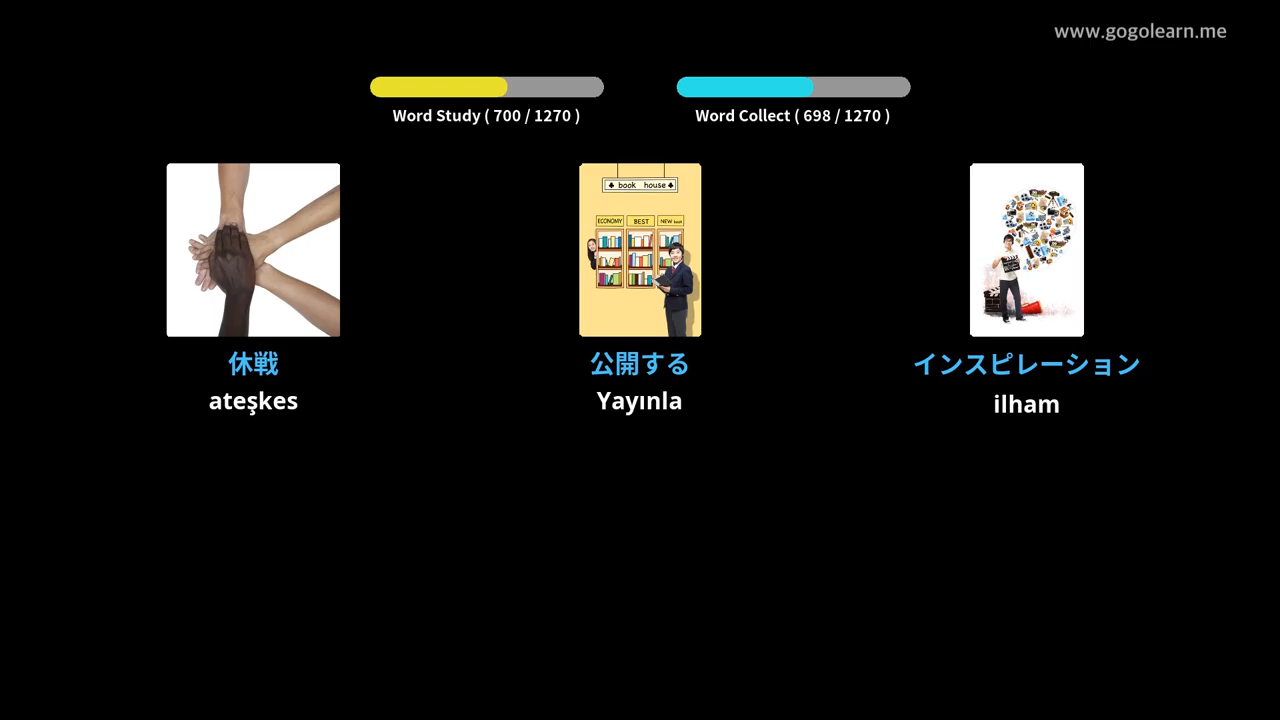 www.gogolearn.me
Word Study ( 700 / 1270 )
Word Collect ( 698 / 1270 )
♣ book house ♣
ECONOMY
BEST
NEW book
休戦
公開する
インスピレーション
ateşkes
Yayınla
ilham